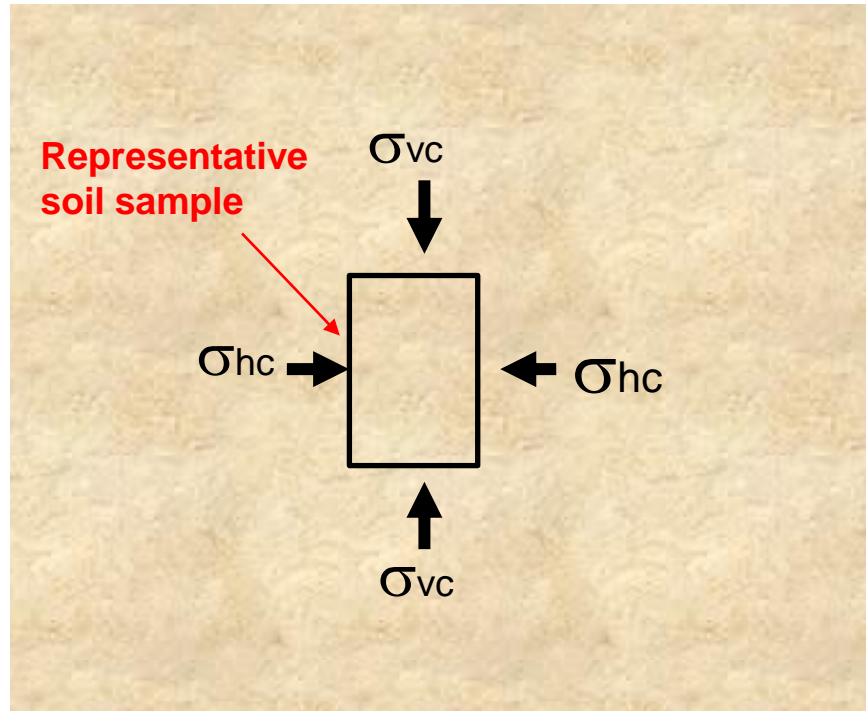 σvc
Representative
soil sample
σhc
σhc
σvc